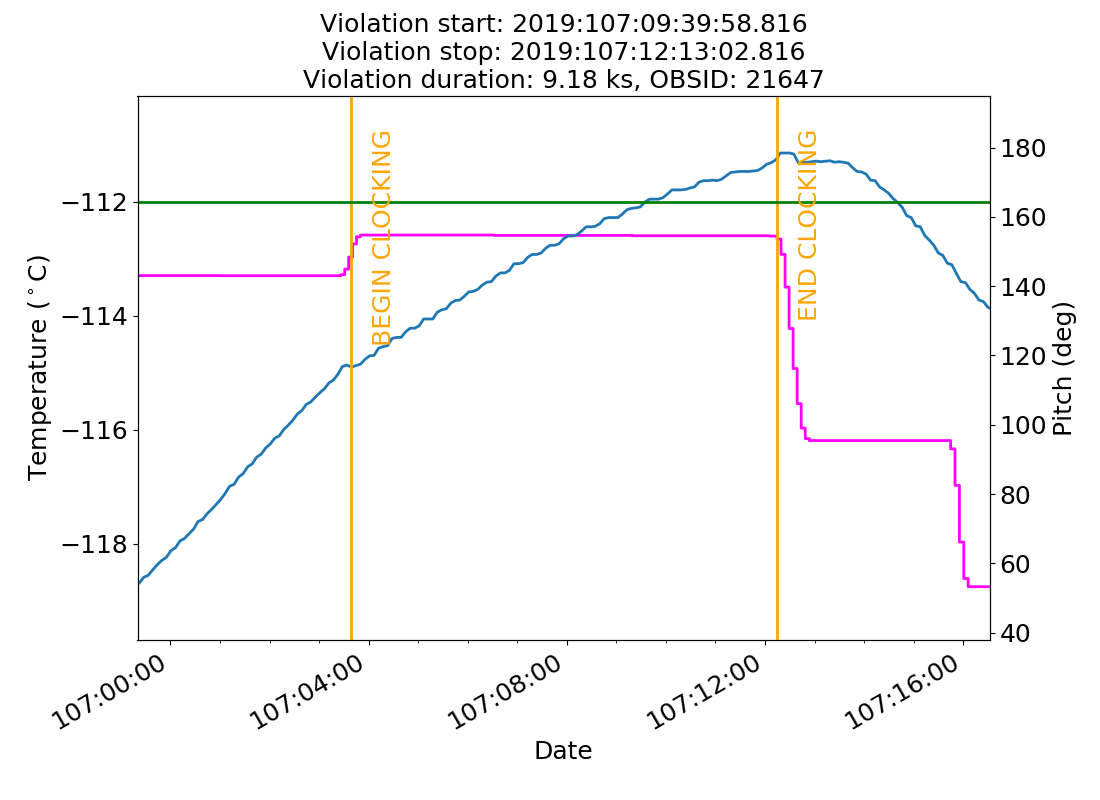 Violation start: 2019:107:09:39:58.816
Violation stop: 2019:107:12:13:02.816
Violation duration: 9.18 ks, OBSID: 21647
BEGIN CLOCKING
END CLOCKING
Temperature (°C)
−112
−114
−116
−118
180
160
140
120
100
80
60
40
Pitch (deg)
107:00:00
107:04:00
107:08:00
107:12:00
107:16:00
Date